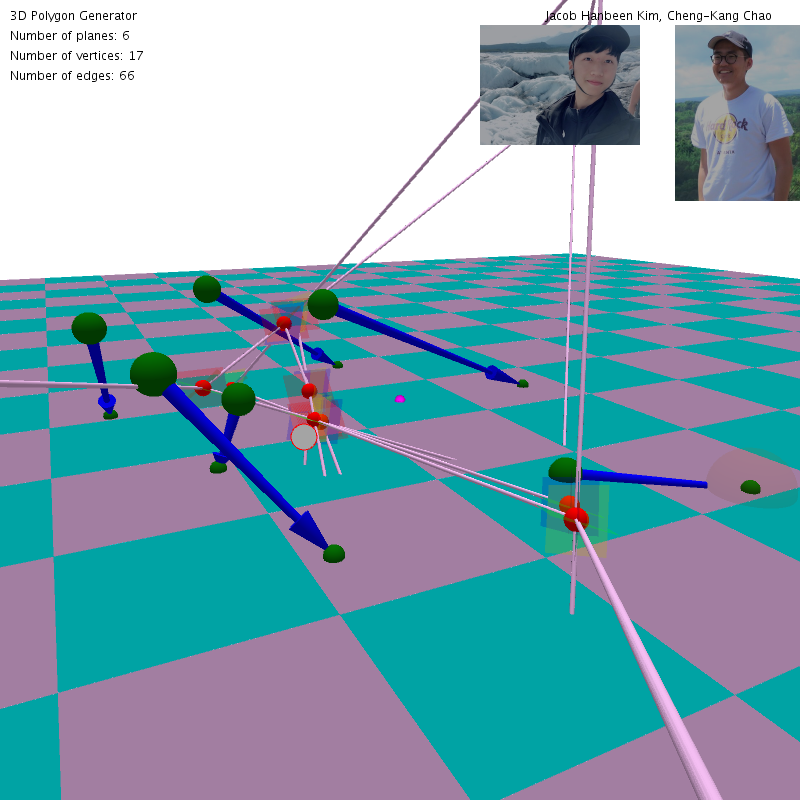 3D Polygon Generator
Jacob Hanbeen Kim, Cheng-Kang Chao
Number of planes: 6
Number of vertices: 17
Number of edges: 66